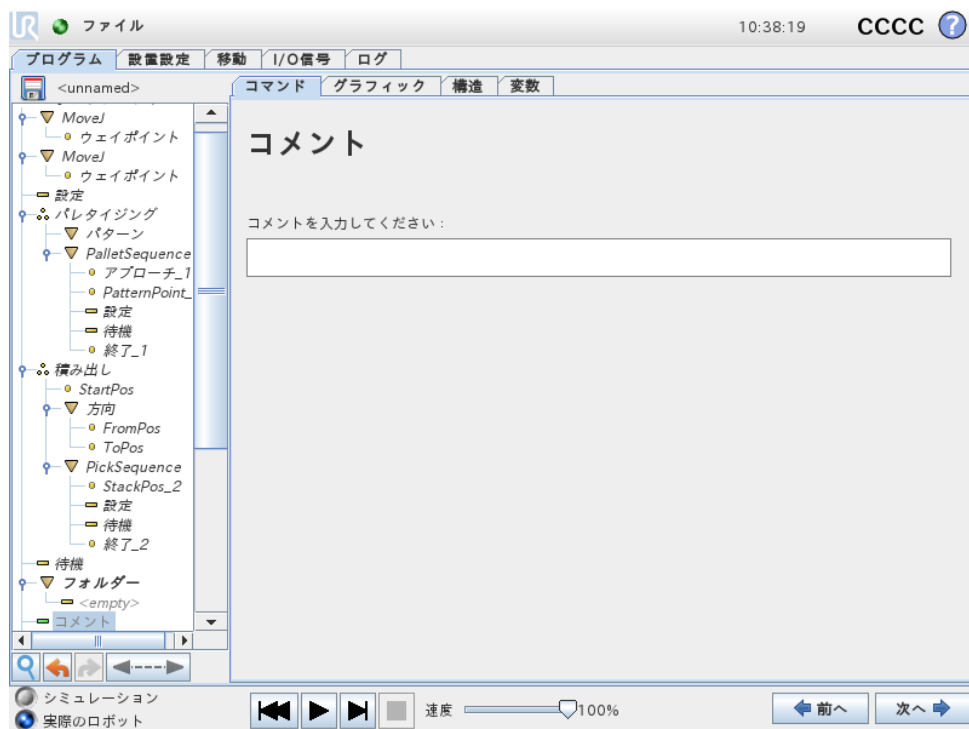 UR ファイル 10:38:19 CCCC ?
プログラム 設置設定 移動 I/O信号 ログ
<unnamed>
コマンド グラフィック 構造 変数
MoveJ
ウェイポイント
MoveJ
ウェイポイント
設定
パレタイジング
パターン
PalletSequence
アプローチ_1
PatternPoint_
設定
待機
終了_1
積み出し
StartPos
方向
FromPos
ToPos
PickSequence
StackPos_2
設定
待機
終了_2
待機
フォルダー
<empty>
コメント
コメント
コメントを入力してください：
シミュレーション
実際のロボット
速度 100%
前へ 次へ